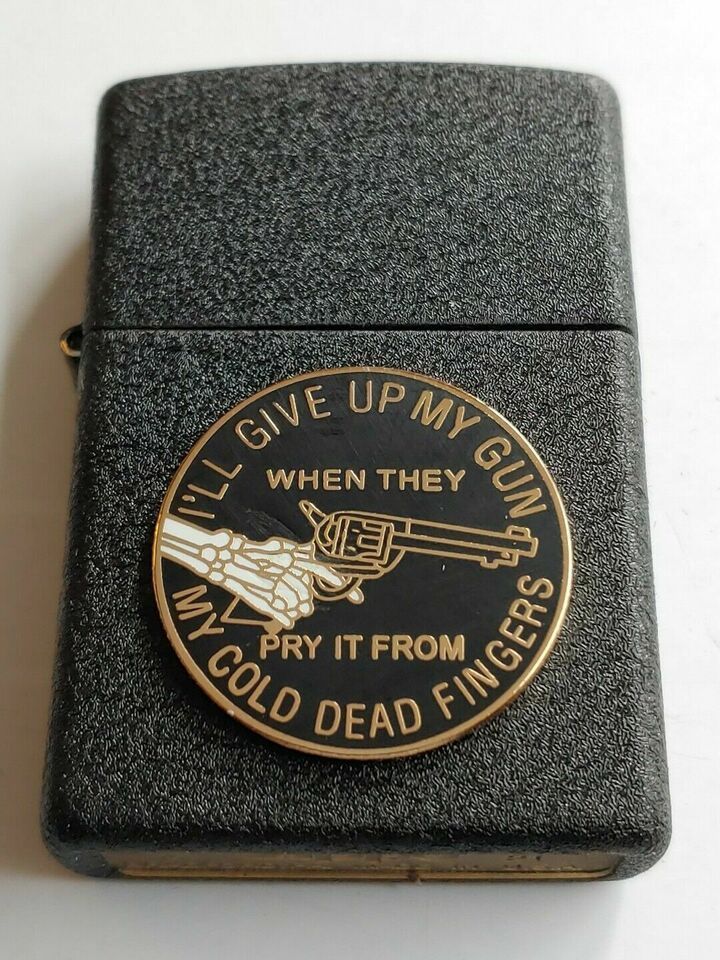 I'LL GIVE UP MY GUN
WHEN THEY
PRY IT FROM
MY COLD DEAD FINGERS